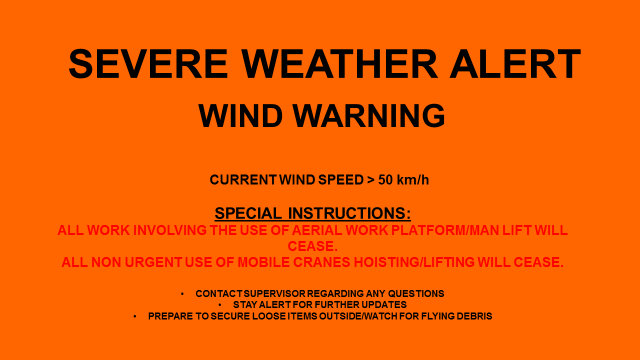 SEVERE WEATHER ALERT
WIND WARNING
CURRENT WIND SPEED > 50 km/h
SPECIAL INSTRUCTIONS:
ALL WORK INVOLVING THE USE OF AERIAL WORK PLATFORM/MAN LIFT WILL
CEASE.
ALL NON URGENT USE OF MOBILE CRANES HOISTING/LIFTING WILL CEASE.
• CONTACT SUPERVISOR REGARDING ANY QUESTIONS
• STAY ALERT FOR FURTHER UPDATES
• PREPARE TO SECURE LOOSE ITEMS OUTSIDE/WATCH FOR FLYING DEBRIS